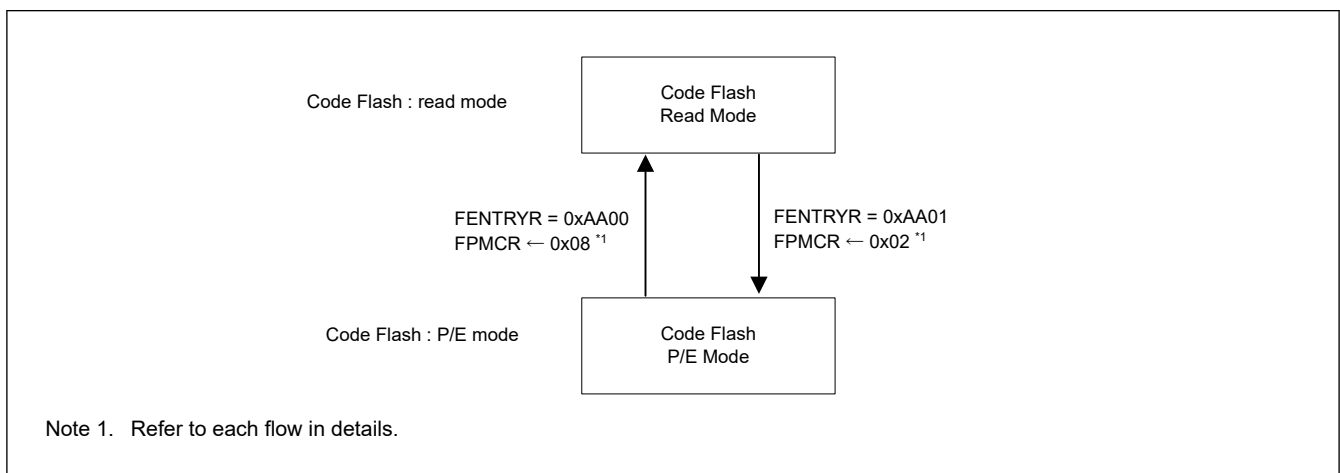 Code Flash : read mode
Code Flash
Read Mode
FENTRYR = 0xAA00
FPMCR ← 0x08 *1
FENTRYR = 0xAA01
FPMCR ← 0x02 *1
Code Flash : P/E mode
Code Flash
P/E Mode
Note 1. Refer to each flow in details.